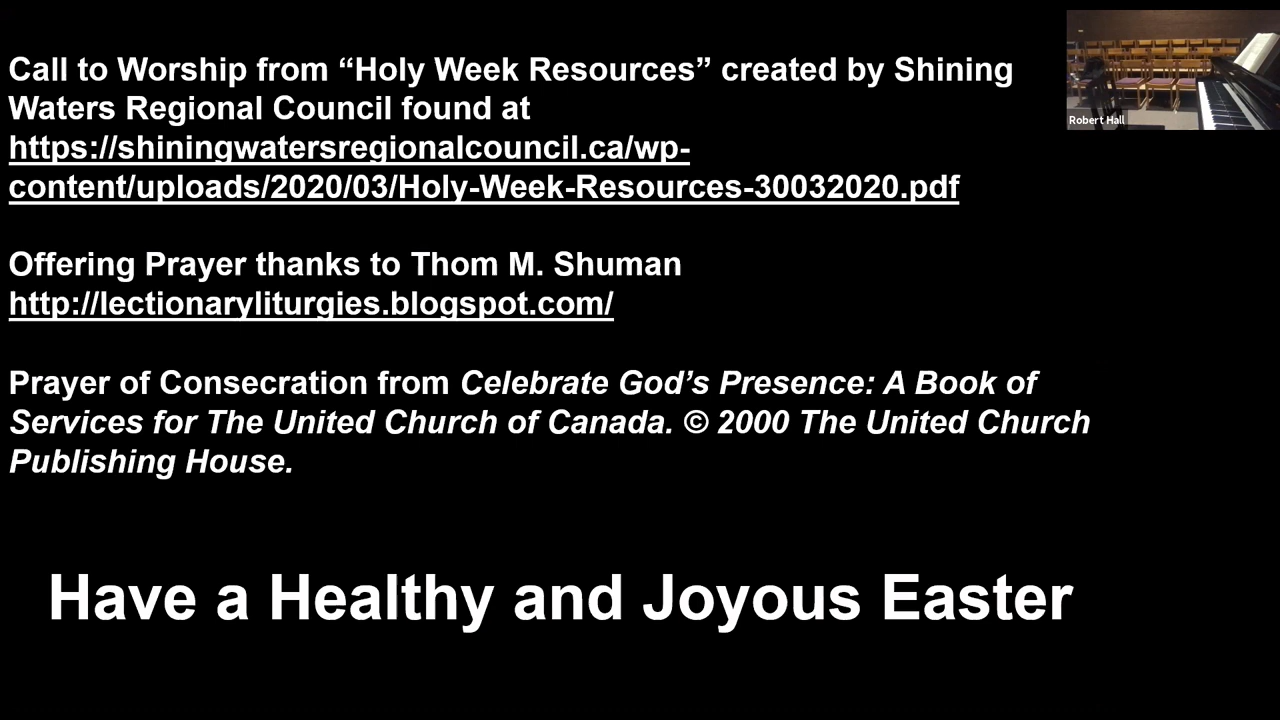 Call to Worship from “Holy Week Resources” created by Shining
Waters Regional Council found at
https://shiningwatersregionalcouncil.ca/wp-
content/uploads/2020/03/Holy-Week-Resources-30032020.pdf
Offering Prayer thanks to Thom M. Shuman
http://lectionaryliturgies.blogspot.com/
Prayer of Consecration from Celebrate God’s Presence: A Book of
Services for The United Church of Canada. © 2000 The United Church
Publishing House.
Have a Healthy and Joyous Easter
Robert Hall